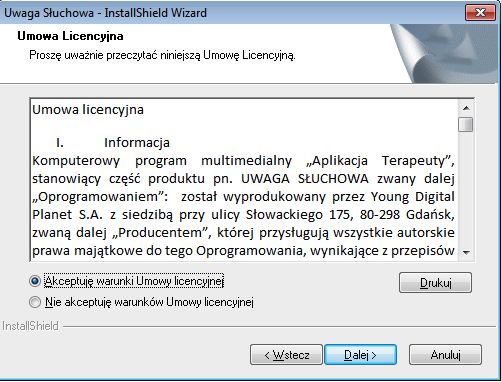 Uwaga Słuchowa - InstallShield Wizard
Umowa Licencyjna
Proszę uważnie przeczytać niniejszą Umowę Licencyjną.
Umowa licencyjna
I. Informacja
Komputerowy program multimedialny „Aplikacja Terapeuty”,
stanowiący część produktu pn. UWAGA SŁUCHOWA zwany dalej
„Oprogramowaniem”: został wyprodukowany przez Young Digital
Planet S.A. z siedzibą przy ulicy Słowackiego 175, 80-298 Gdańsk,
zwaną dalej „Producentem”, której przysługują wszystkie autorskie
prawa majątkowe do tego Oprogramowania, wynikające z przepisów
Akceptuję warunki Umowy licencyjnej
Drukuj
Nie akceptuję warunków Umowy licencyjnej
InstallShield
< Wstecz
Dalej >
Anuluj